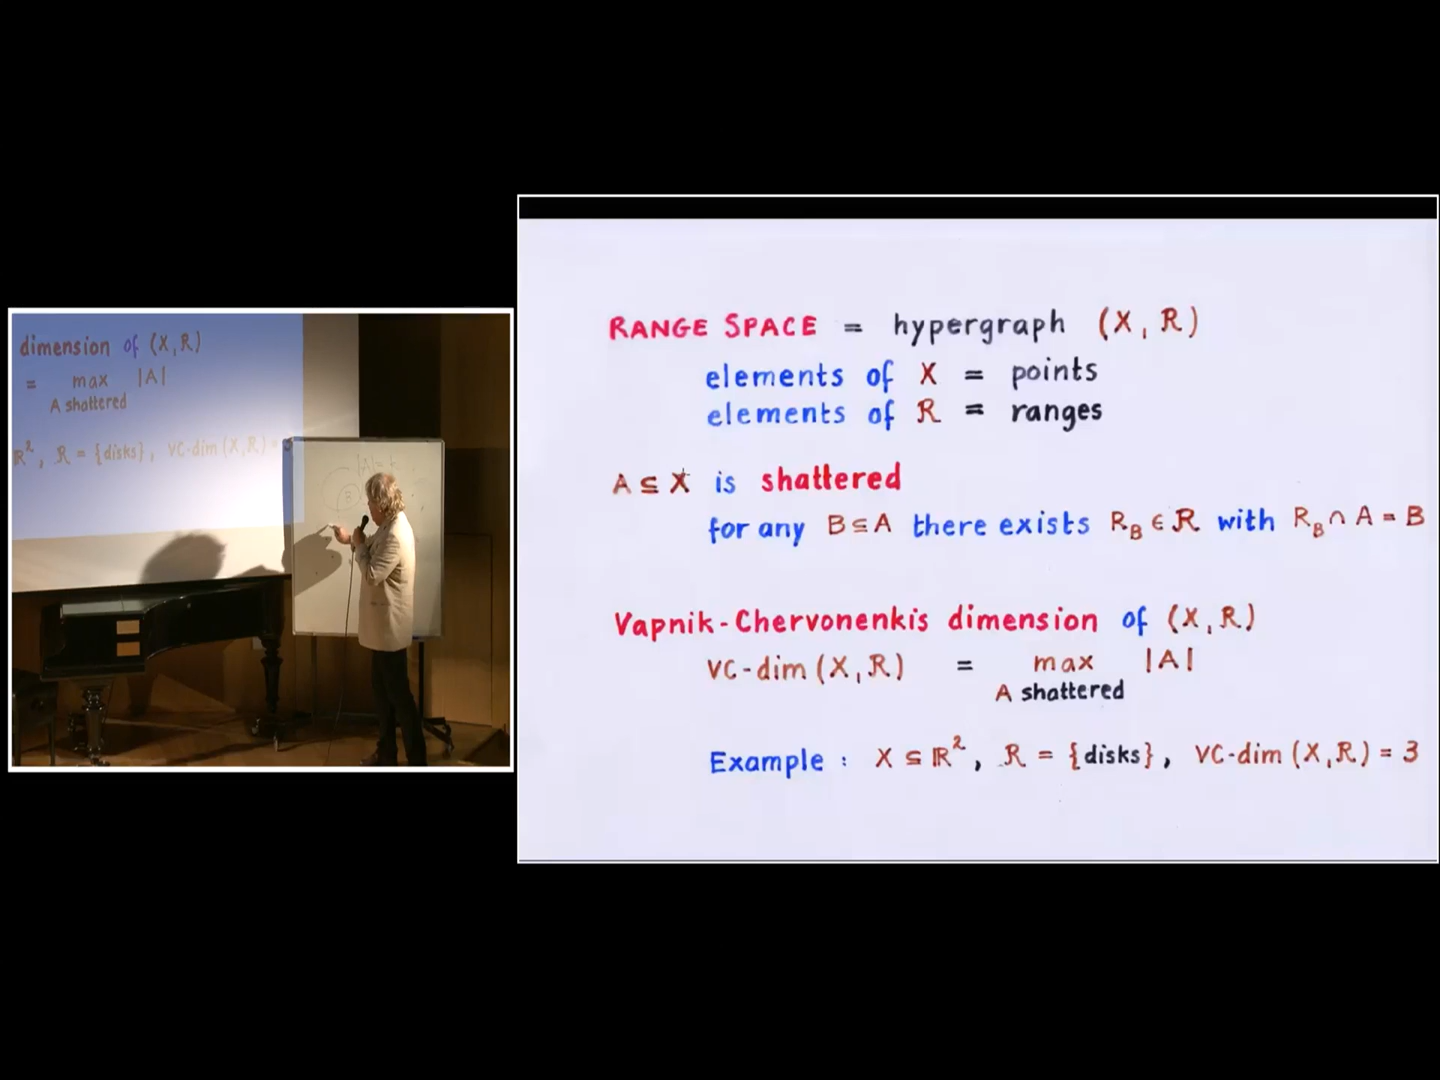 dimension of (X, R)
= max |A|
A shattered
R², R = {disks}, VC-dim (X,R) = 3
|A| =
B
RANGE SPACE = hypergraph (X, R)
elements of X = points
elements of R = ranges
A ⊆ X is shattered
for any B ⊆ A there exists R_B ∈ R with R_B ∩ A = B
Vapnik-Chervonenkis dimension of (X, R)
VC-dim (X, R) = max |A|
A shattered
Example : X ⊆ ℝ², R = {disks}, VC-dim (X,R) = 3